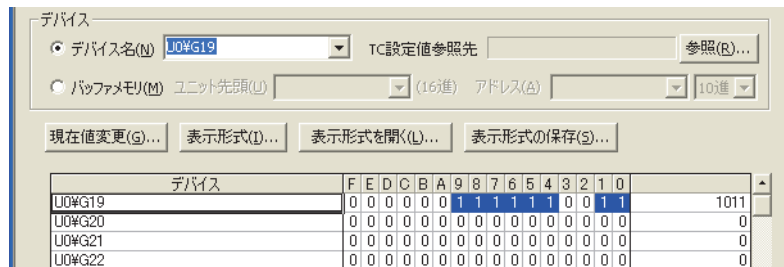 デバイス
デバイス名(N) U0¥G19 TC設定値参照先 参照(R)...
バッファメモリ(M) ユニット先頭(U) (16進) アドレス(A) 10進
現在値変更(G)... 表示形式(I)... 表示形式を開く(L)... 表示形式の保存(S)...
デバイス F E D C B A 9 8 7 6 5 4 3 2 1 0
U0¥G19 0 0 0 0 0 0 1 1 1 1 1 1 0 0 1 1 1011
U0¥G20 0 0 0 0 0 0 0 0 0 0 0 0 0 0 0 0 0
U0¥G21 0 0 0 0 0 0 0 0 0 0 0 0 0 0 0 0 0
U0¥G22 0 0 0 0 0 0 0 0 0 0 0 0 0 0 0 0 0